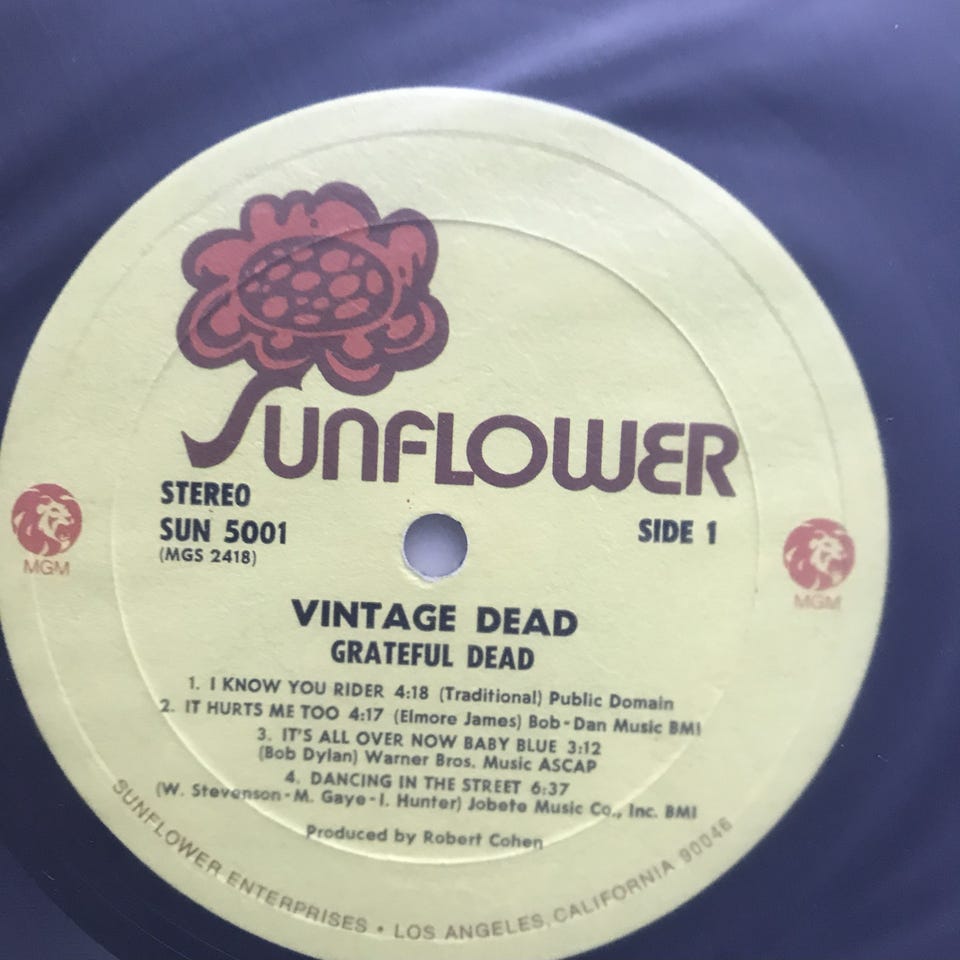 SUNFLOWER
STEREO
SUN 5001
SIDE 1
(MGS 2418)
MGM
MGM
VINTAGE DEAD
GRATEFUL DEAD
1. I KNOW YOU RIDER 4:18 (Traditional) Public Domain
2. IT HURTS ME TOO 4:17 (Elmore James) Bob-Dan Music BMI
3. IT'S ALL OVER NOW BABY BLUE 3:12
(Bob Dylan) Warner Bros. Music ASCAP
4. DANCING IN THE STREET 6:37
(W. Stevenson-M. Gaye-I. Hunter) Jobete Music Co., Inc. BMI
Produced by Robert Cohen
SUNFLOWER ENTERPRISES • LOS ANGELES, CALIFORNIA 90046